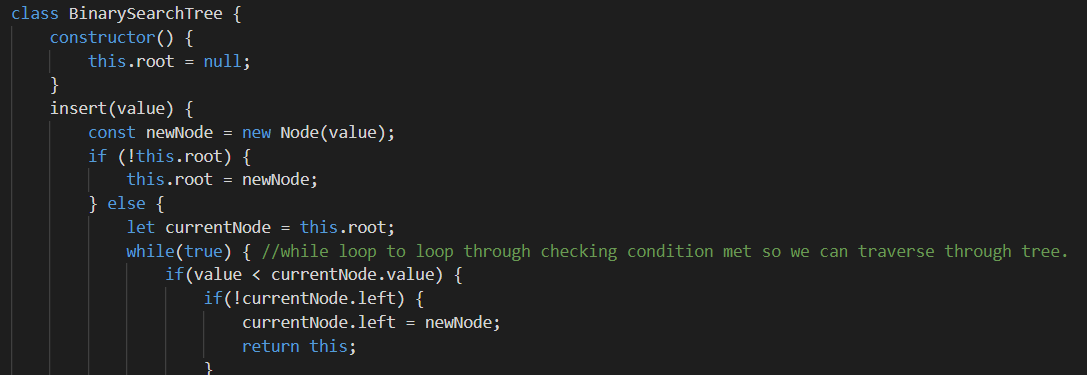 class BinarySearchTree {
constructor() {
this.root = null;
}
insert(value) {
const newNode = new Node(value);
if (!this.root) {
this.root = newNode;
} else {
let currentNode = this.root;
while(true) { //while loop to loop through checking condition met so we can traverse through tree.
if(value < currentNode.value) {
if(!currentNode.left) {
currentNode.left = newNode;
return this;
}